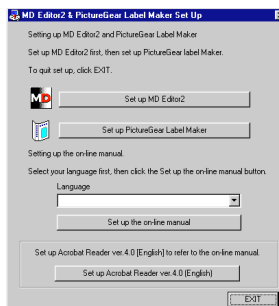 MD Editor2 & PictureGear Label Maker Set Up
Setting up MD Editor2 and PictureGear Label Maker
Set up MD Editor2 first, then set up PictureGear label Maker.
To quit set up, click EXIT.
MD
Set up MD Editor2
Set up PictureGear Label Maker
Setting up the on-line manual.
Select your language first, then click the Set up the on-line manual button.
Language
Set up the on-line manual
Set up Acrobat Reader ver.4.0 [English] to refer to the on-line manual.
Set up Acrobat Reader ver.4.0 (English)
EXIT